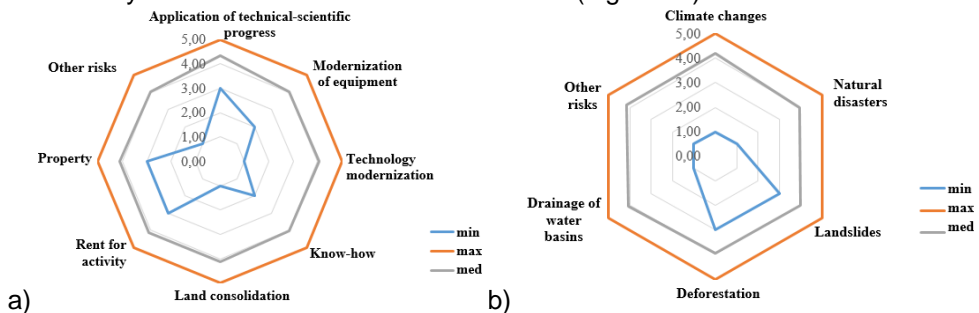 Application of technical-scientific
progress
5,00
4,00
3,00
2,00
1,00
0,00
Other risks
Modernization
of equipment
Property
Technology
modernization
Rent for
activity
Know-how
Land consolidation
min
max
med
a)
Climate changes
5,00
4,00
3,00
2,00
1,00
0,00
Other
risks
Natural
disasters
Drainage of
water
basins
Landslides
Deforestation
min
max
med
b)